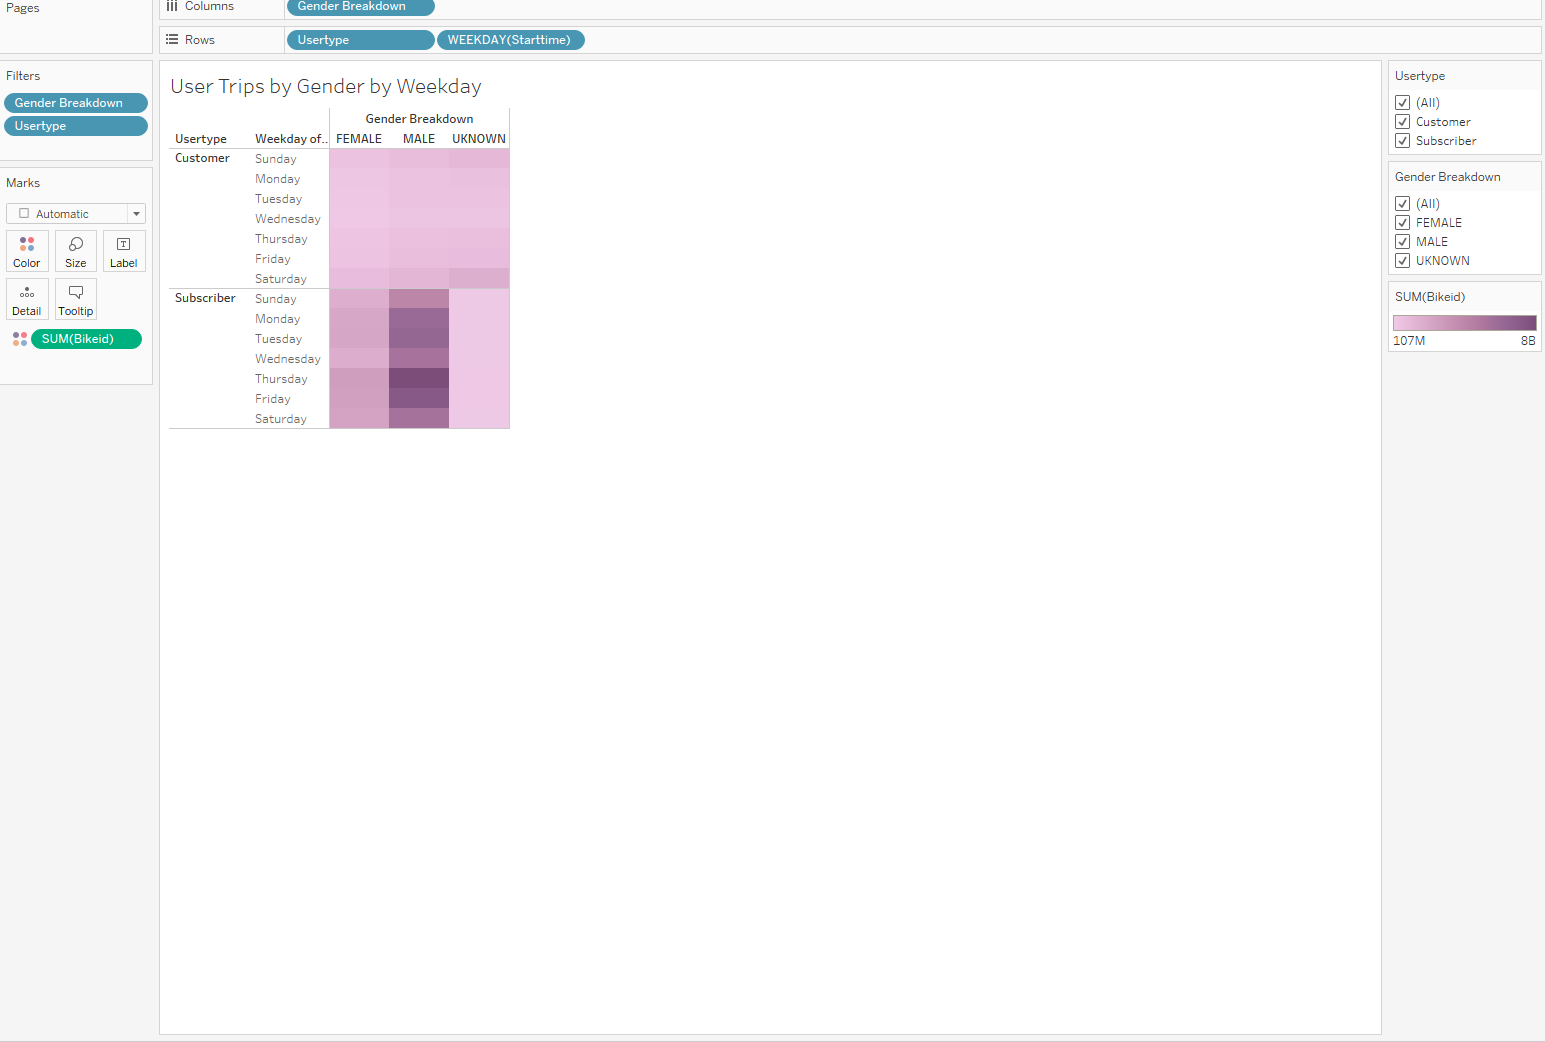 Pages
Columns
Gender Breakdown
Rows
Usertype
WEEKDAY(Starttime)
Filters
Gender Breakdown
Usertype
Marks
Automatic
Color
Size
Label
Detail
Tooltip
SUM(Bikeid)
User Trips by Gender by Weekday
Gender Breakdown
Usertype Weekday of.. FEMALE MALE UKNOWN
Customer Sunday
Monday
Tuesday
Wednesday
Thursday
Friday
Saturday
Subscriber Sunday
Monday
Tuesday
Wednesday
Thursday
Friday
Saturday
Usertype
(All)
Customer
Subscriber
Gender Breakdown
(All)
FEMALE
MALE
UKNOWN
SUM(Bikeid)
107M 8B